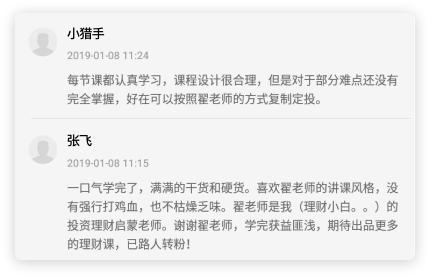 小猎手
2019-01-08 11:24
每节课都认真学习，课程设计很合理，但是对于部分难点还没有
完全掌握，好在可以按照翟老师的方式复制定投。
张飞
2019-01-08 11:15
一口气学完了，满满的干货和硬货。喜欢翟老师的讲课风格，没
有强行打鸡血，也不枯燥乏味。翟老师是我（理财小白。。）的
投资理财启蒙老师。谢谢翟老师，学完获益匪浅，期待出品更多
的理财课，已路人转粉！